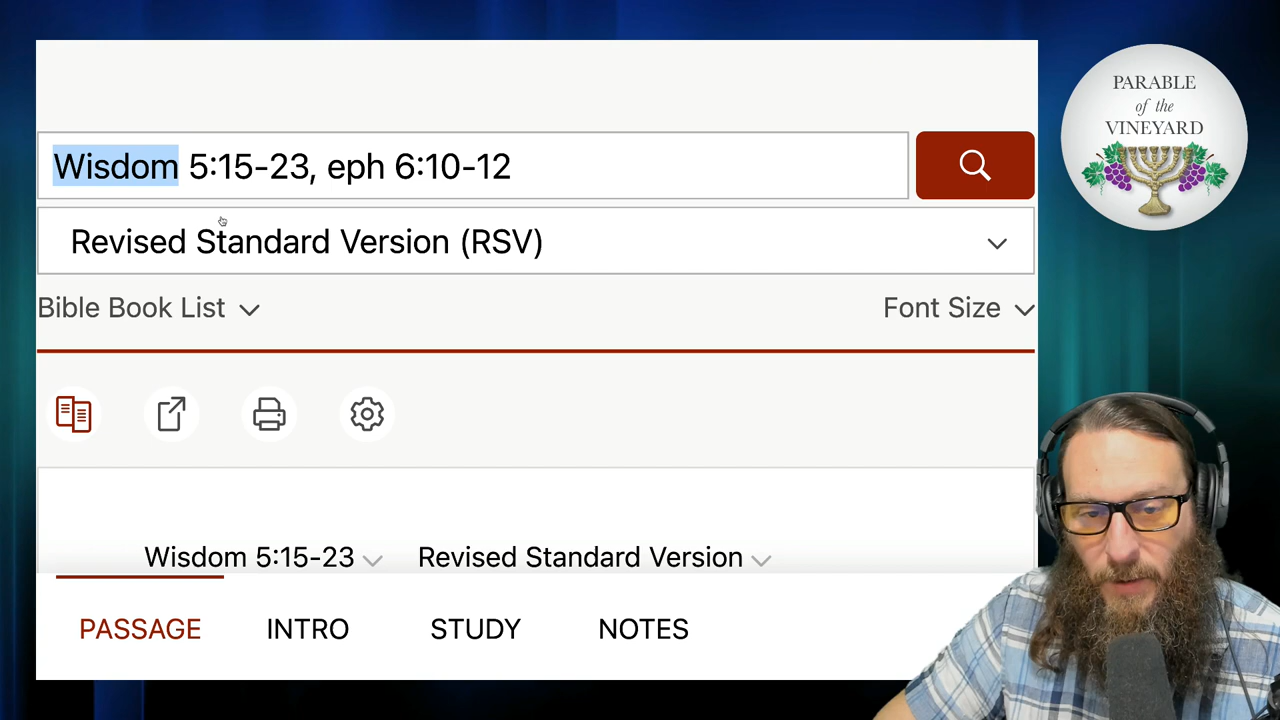 PARABLE
of the
VINEYARD
Wisdom 5:15-23, eph 6:10-12
Revised Standard Version (RSV)
Bible Book List
Font Size
Wisdom 5:15-23
Revised Standard Version
PASSAGE
INTRO
STUDY
NOTES